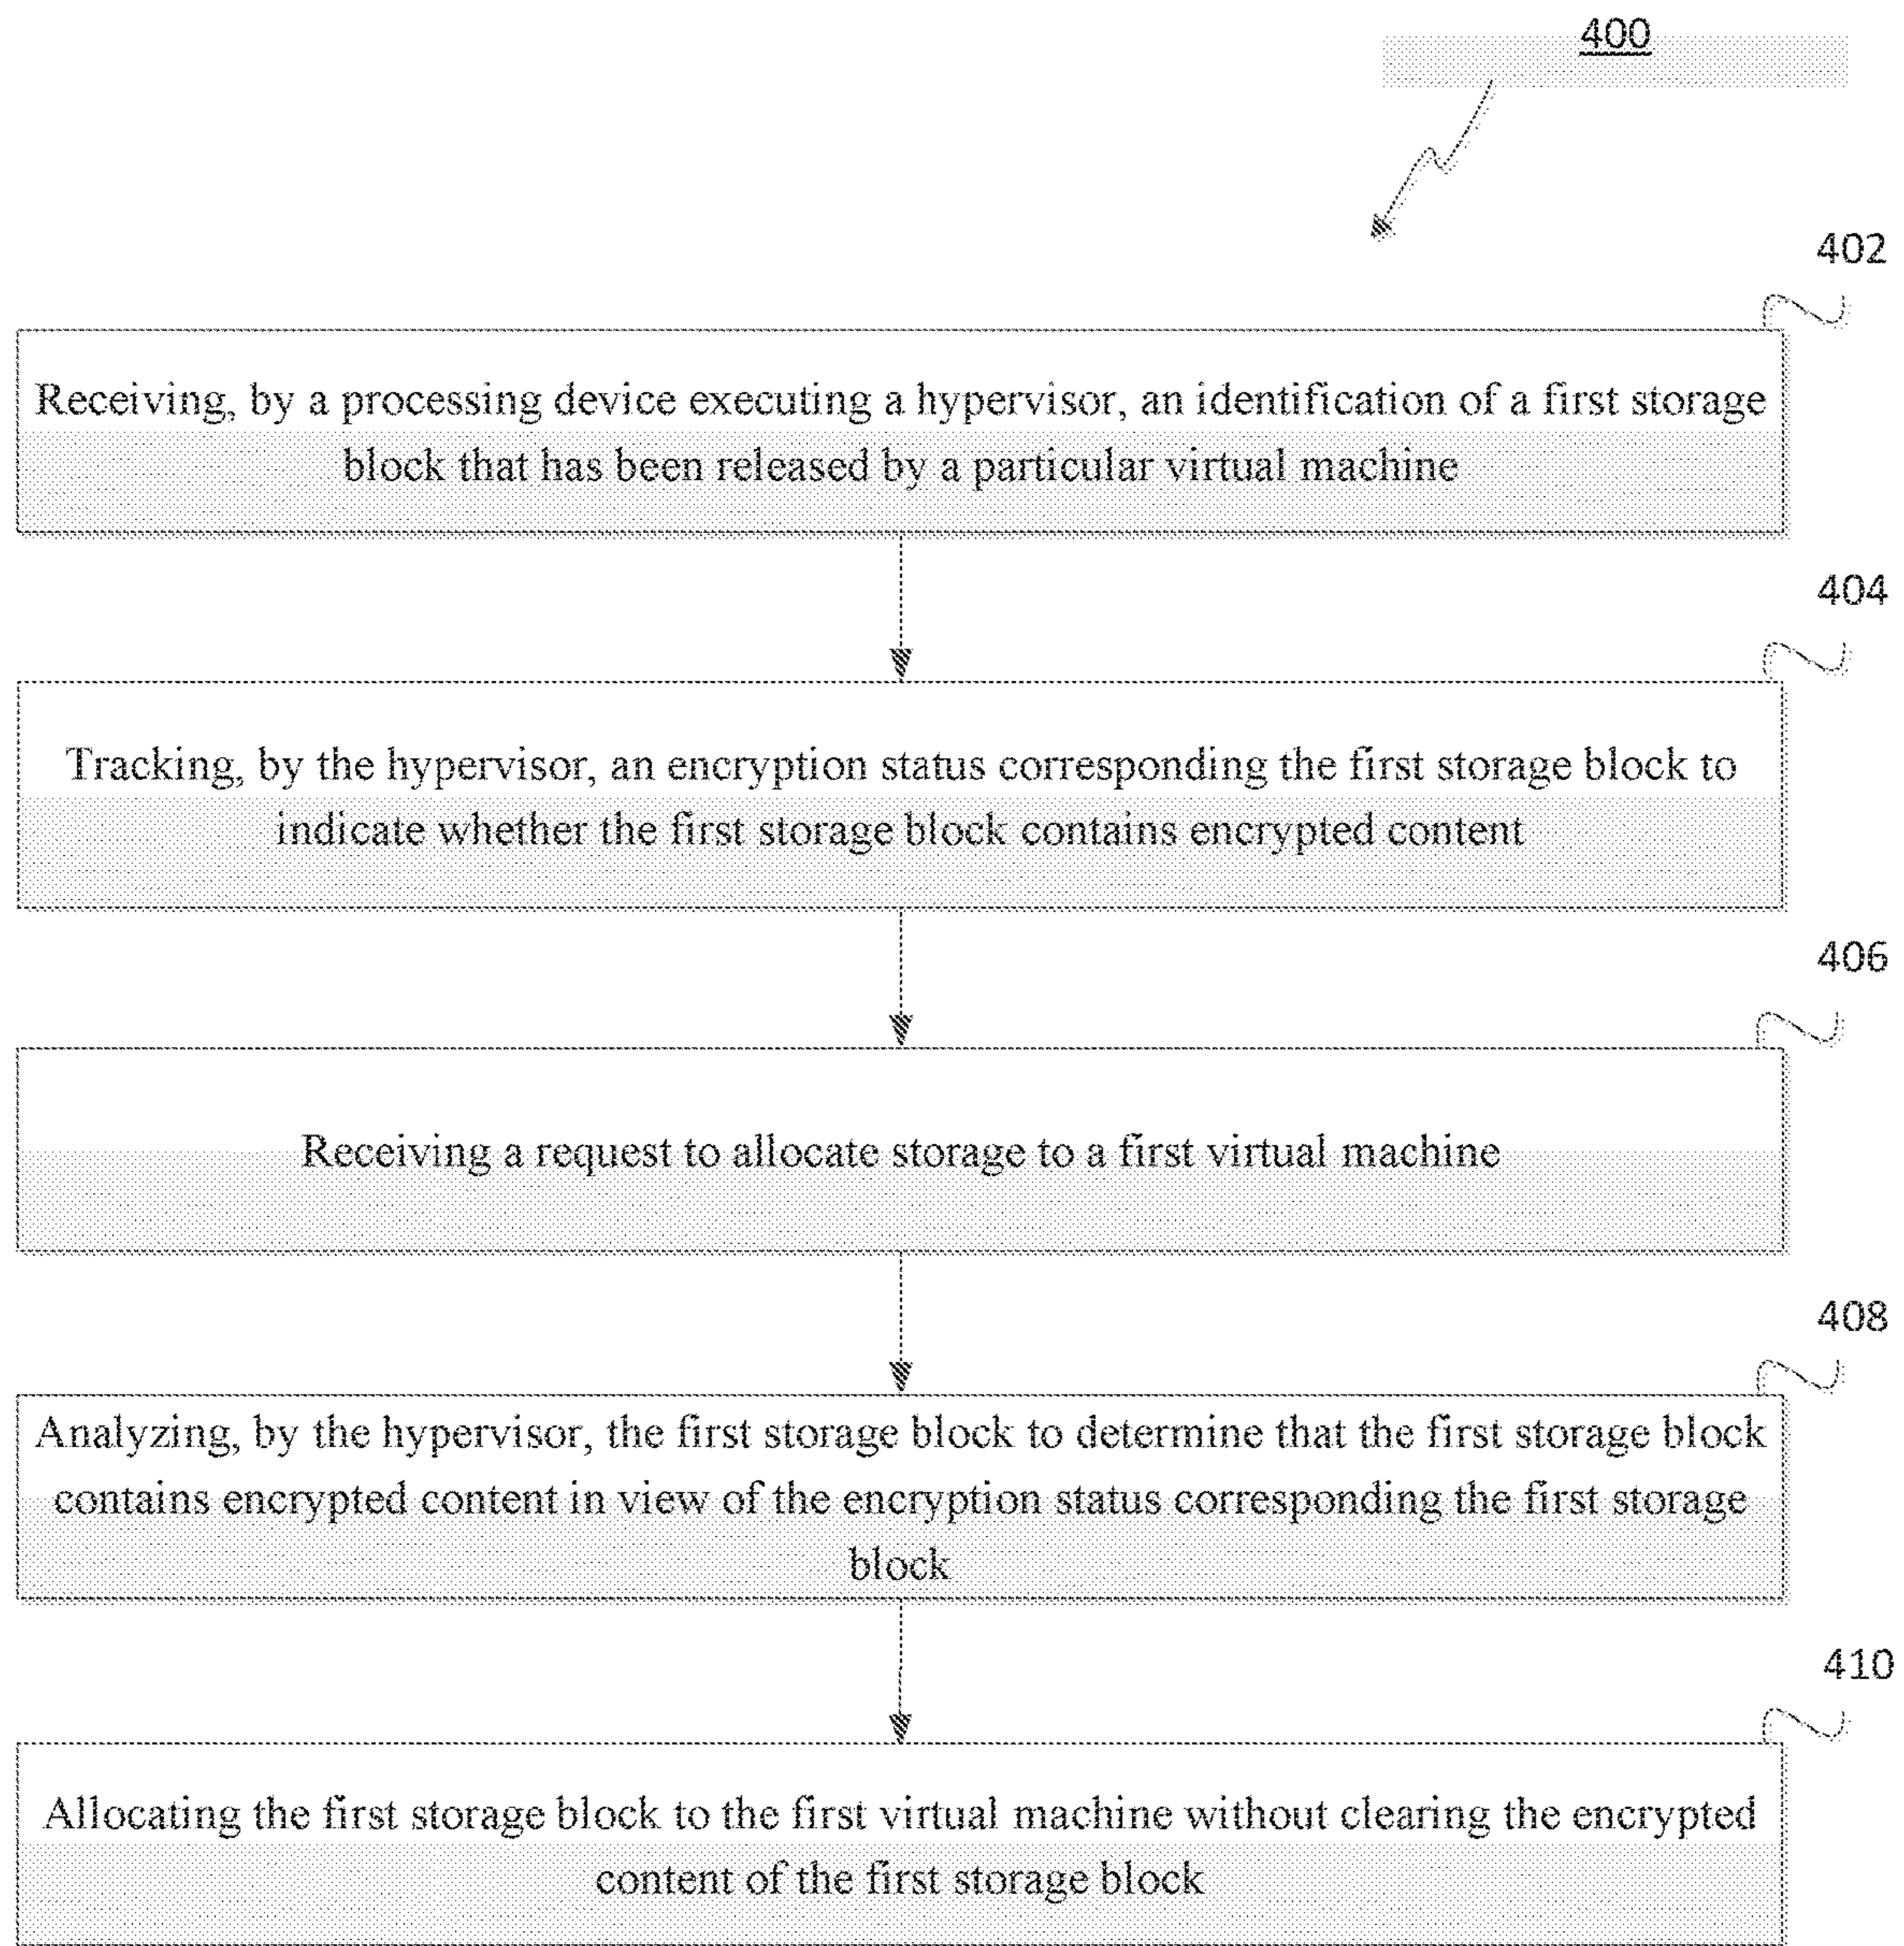 400
402
Receiving, by a processing device executing a hypervisor, an identification of a first storage
block that has been released by a particular virtual machine
404
Tracking, by the hypervisor, an encryption status corresponding the first storage block to
indicate whether the first storage block contains encrypted content
406
Receiving a request to allocate storage to a first virtual machine
408
Analyzing, by the hypervisor, the first storage block to determine that the first storage block
contains encrypted content in view of the encryption status corresponding the first storage
block
410
Allocating the first storage block to the first virtual machine without clearing the encrypted
content of the first storage block